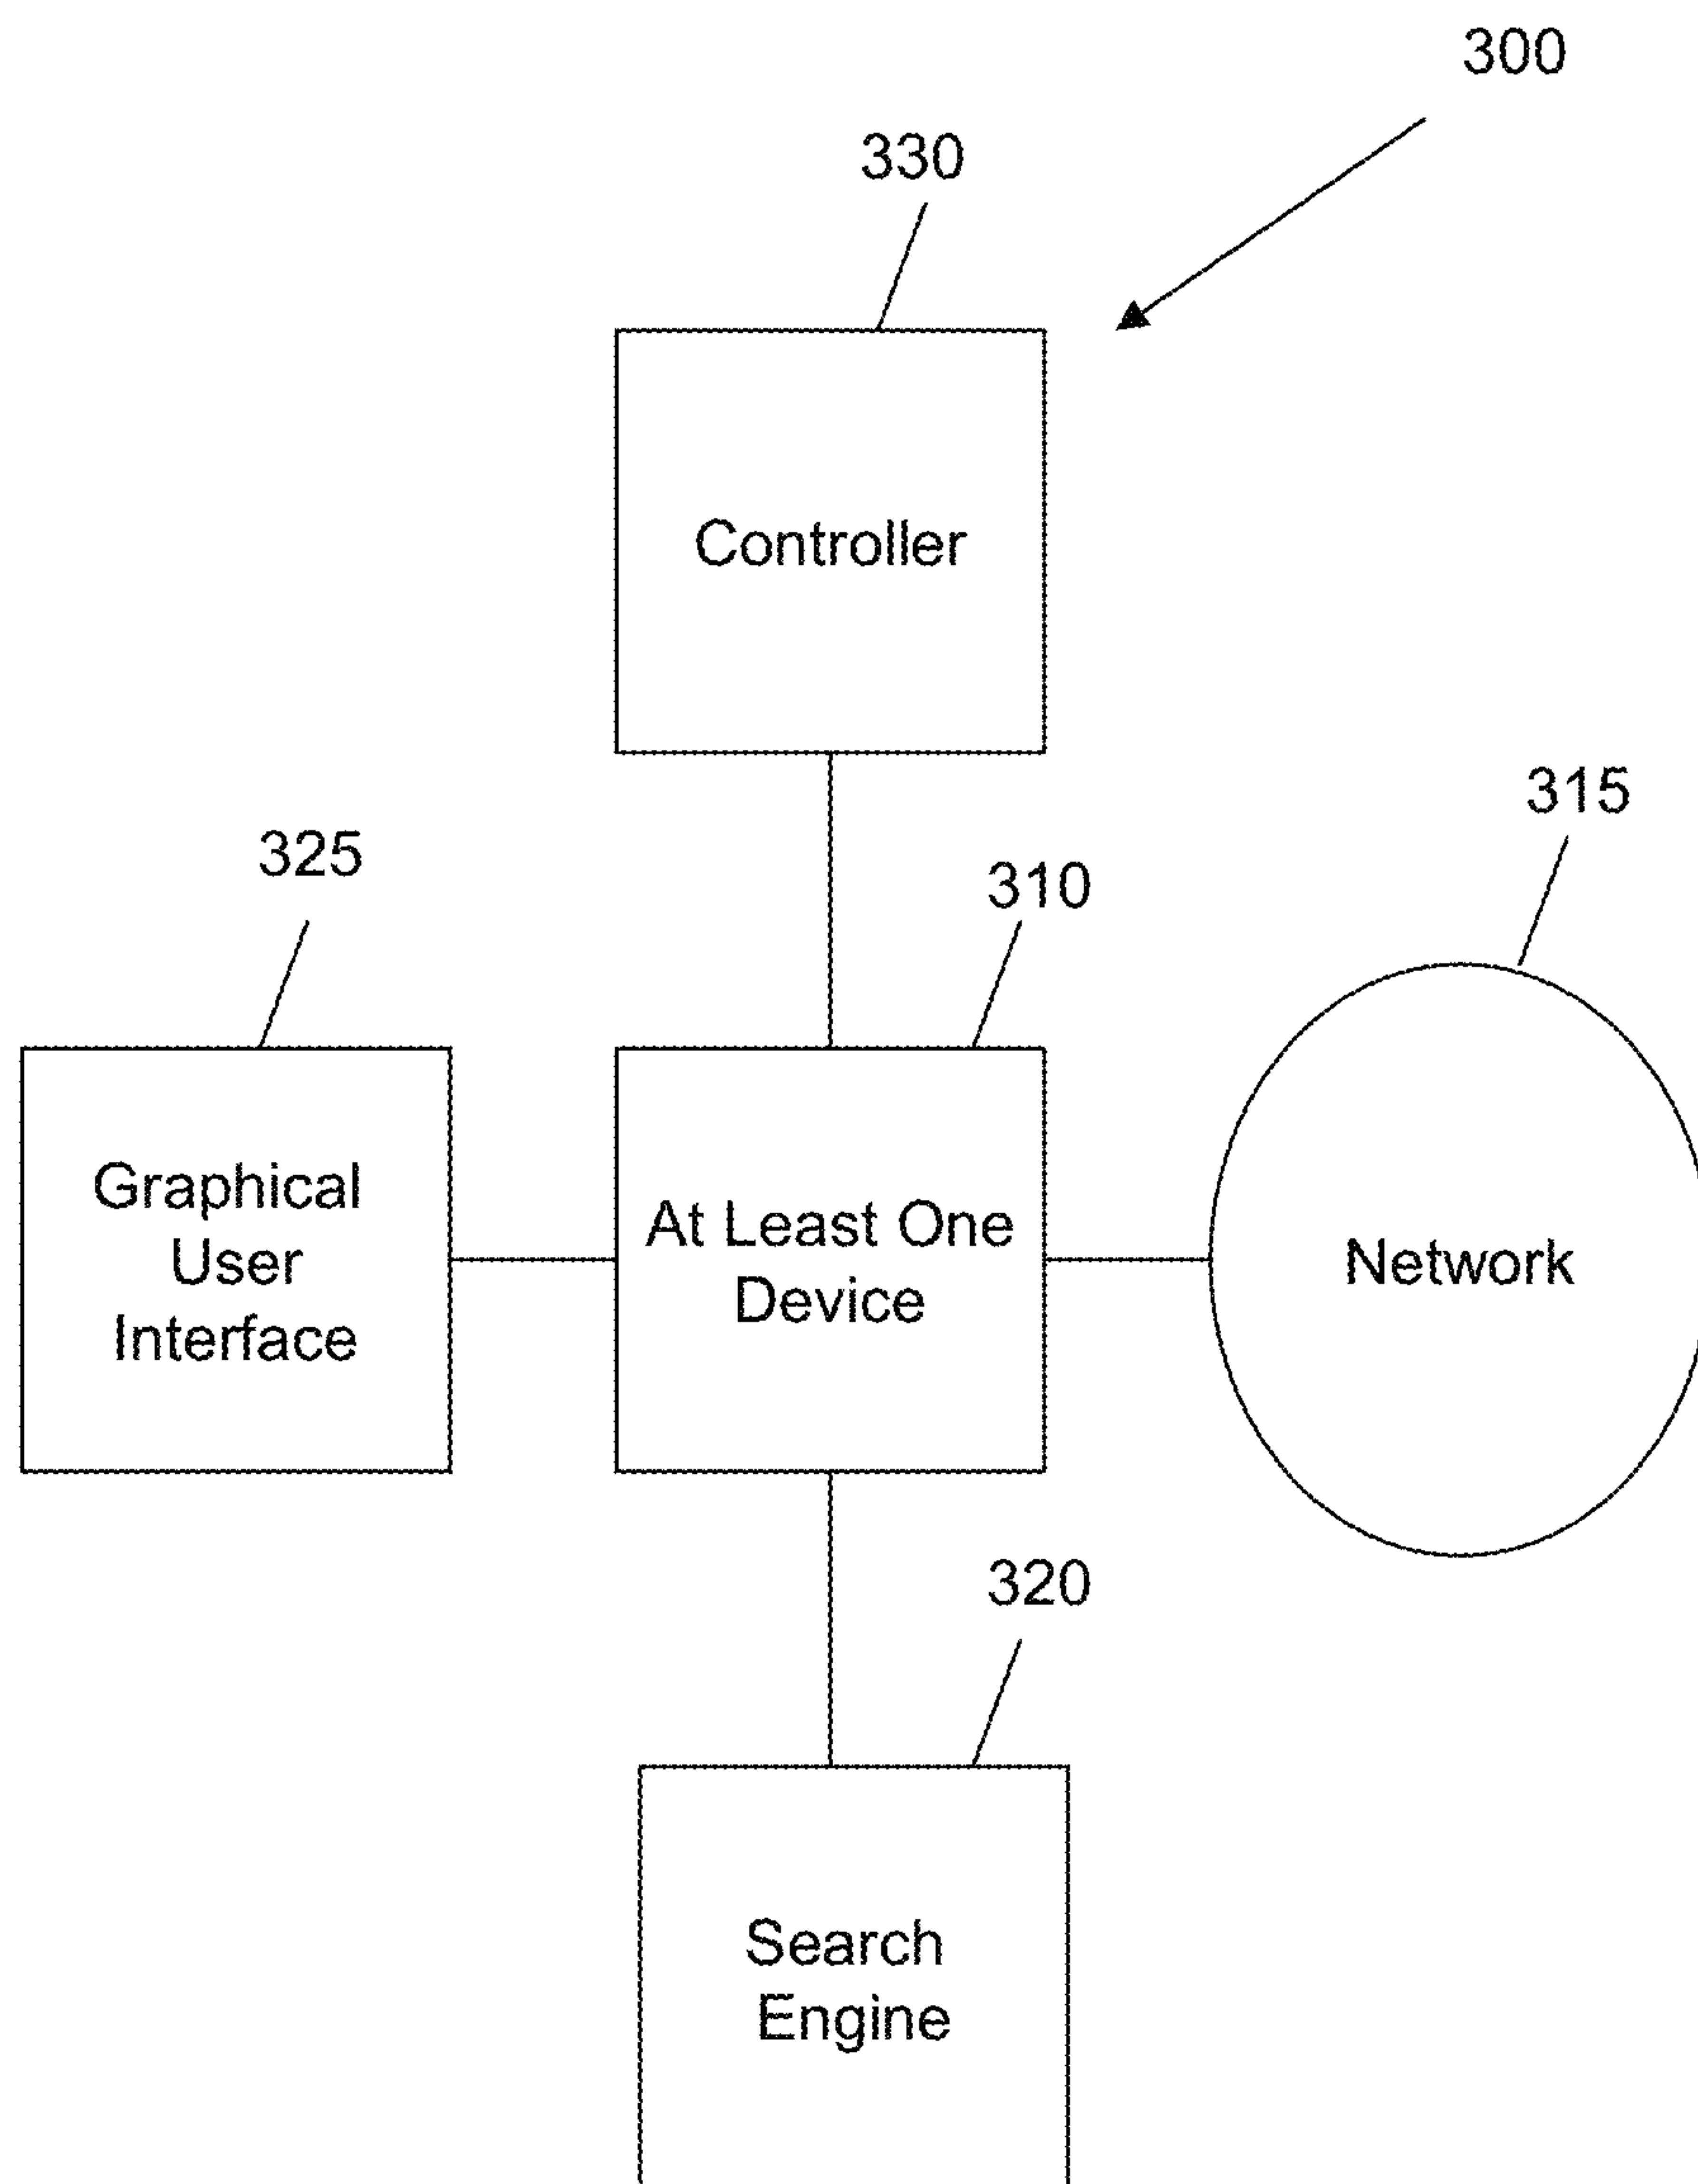 300
330
Controller
315
325
310
Graphical
User
Interface
At Least One
Device
Network
320
Search
Engine